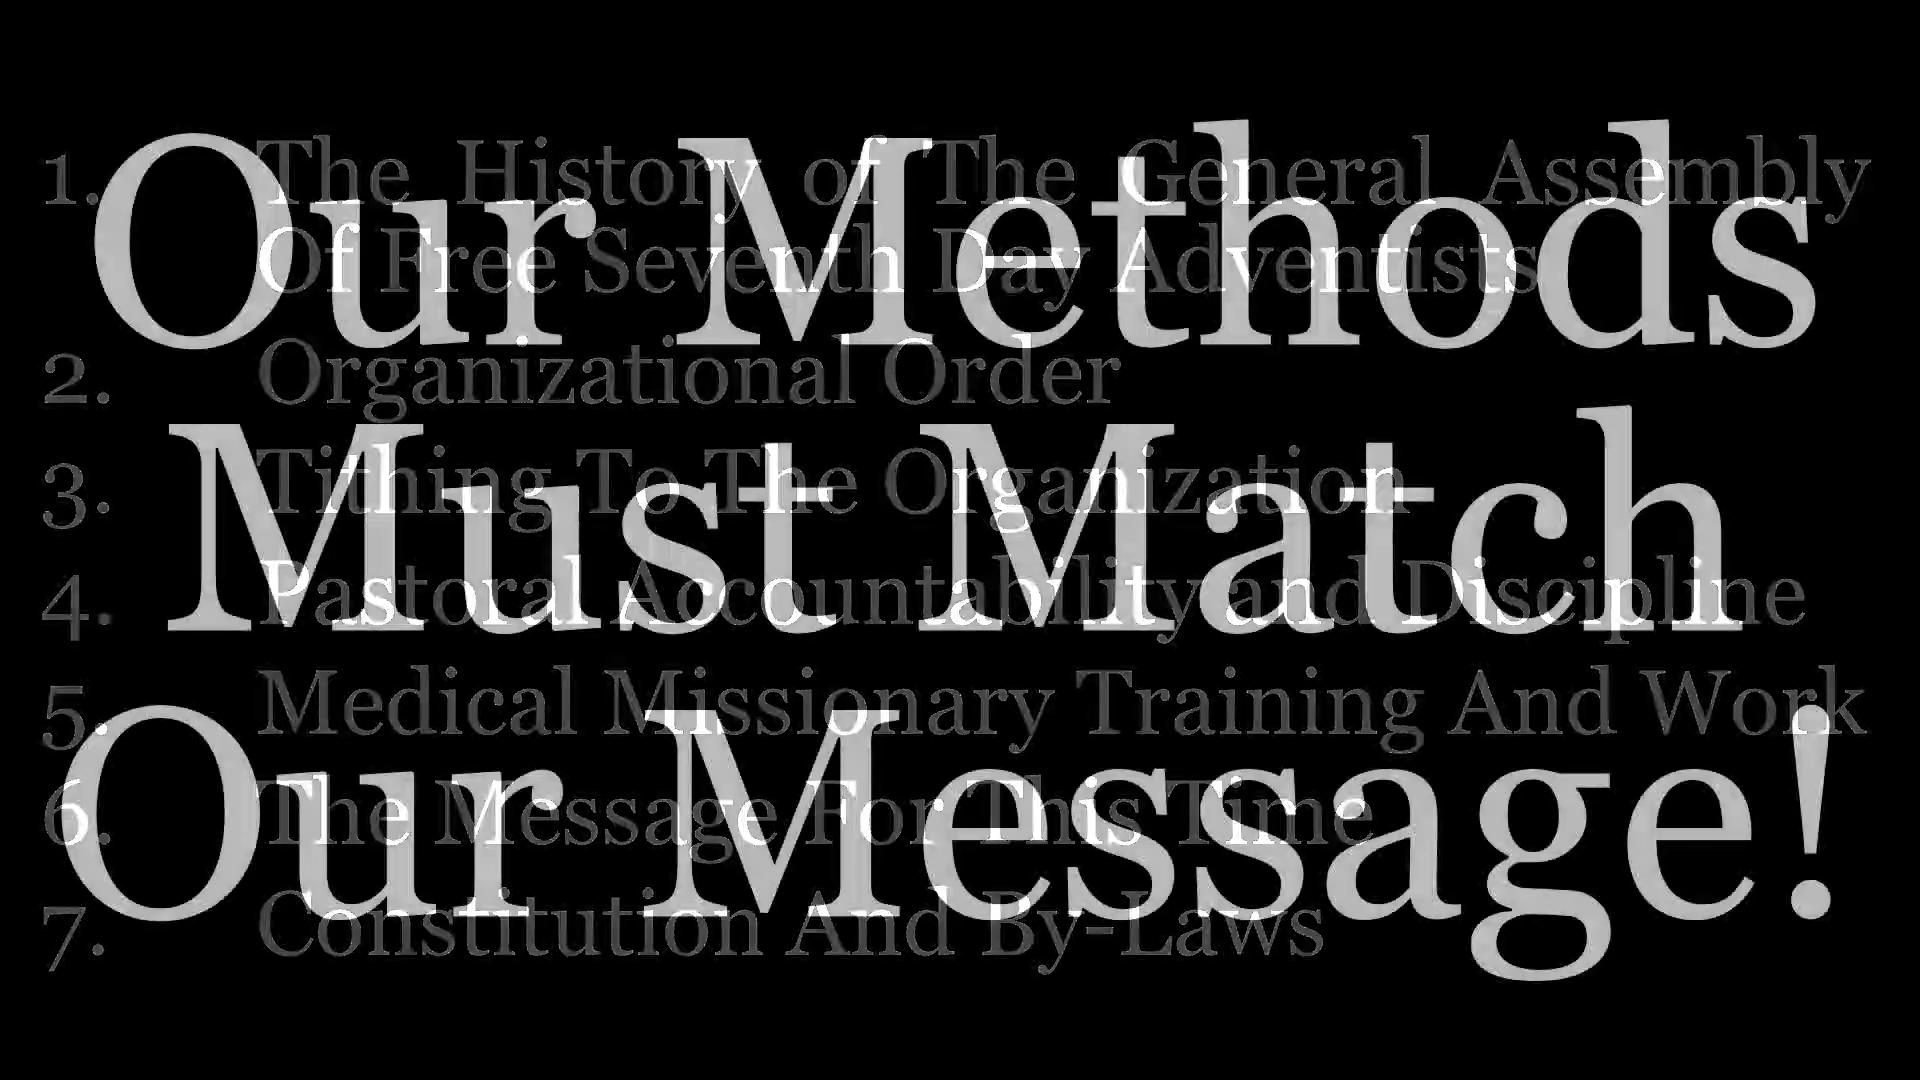 Our Methods
Must Match
Our Message!
1. The History of The General Assembly
Of Free Seventh Day Adventists
2. Organizational Order
3. Tithing To The Organization
4. Pastoral Accountability and Discipline
5. Medical Missionary Training And Work
6. The Message For This Time
7. Constitution And By-Laws